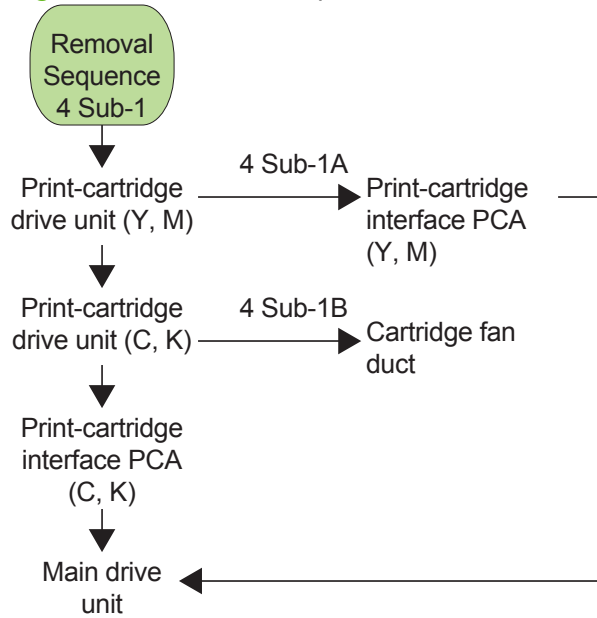 Removal
Sequence
4 Sub-1
4 Sub-1A
Print-cartridge
drive unit (Y, M)
Print-cartridge
interface PCA
(Y, M)
Print-cartridge
drive unit (C, K)
4 Sub-1B
Cartridge fan
duct
Print-cartridge
interface PCA
(C, K)
Main drive
unit